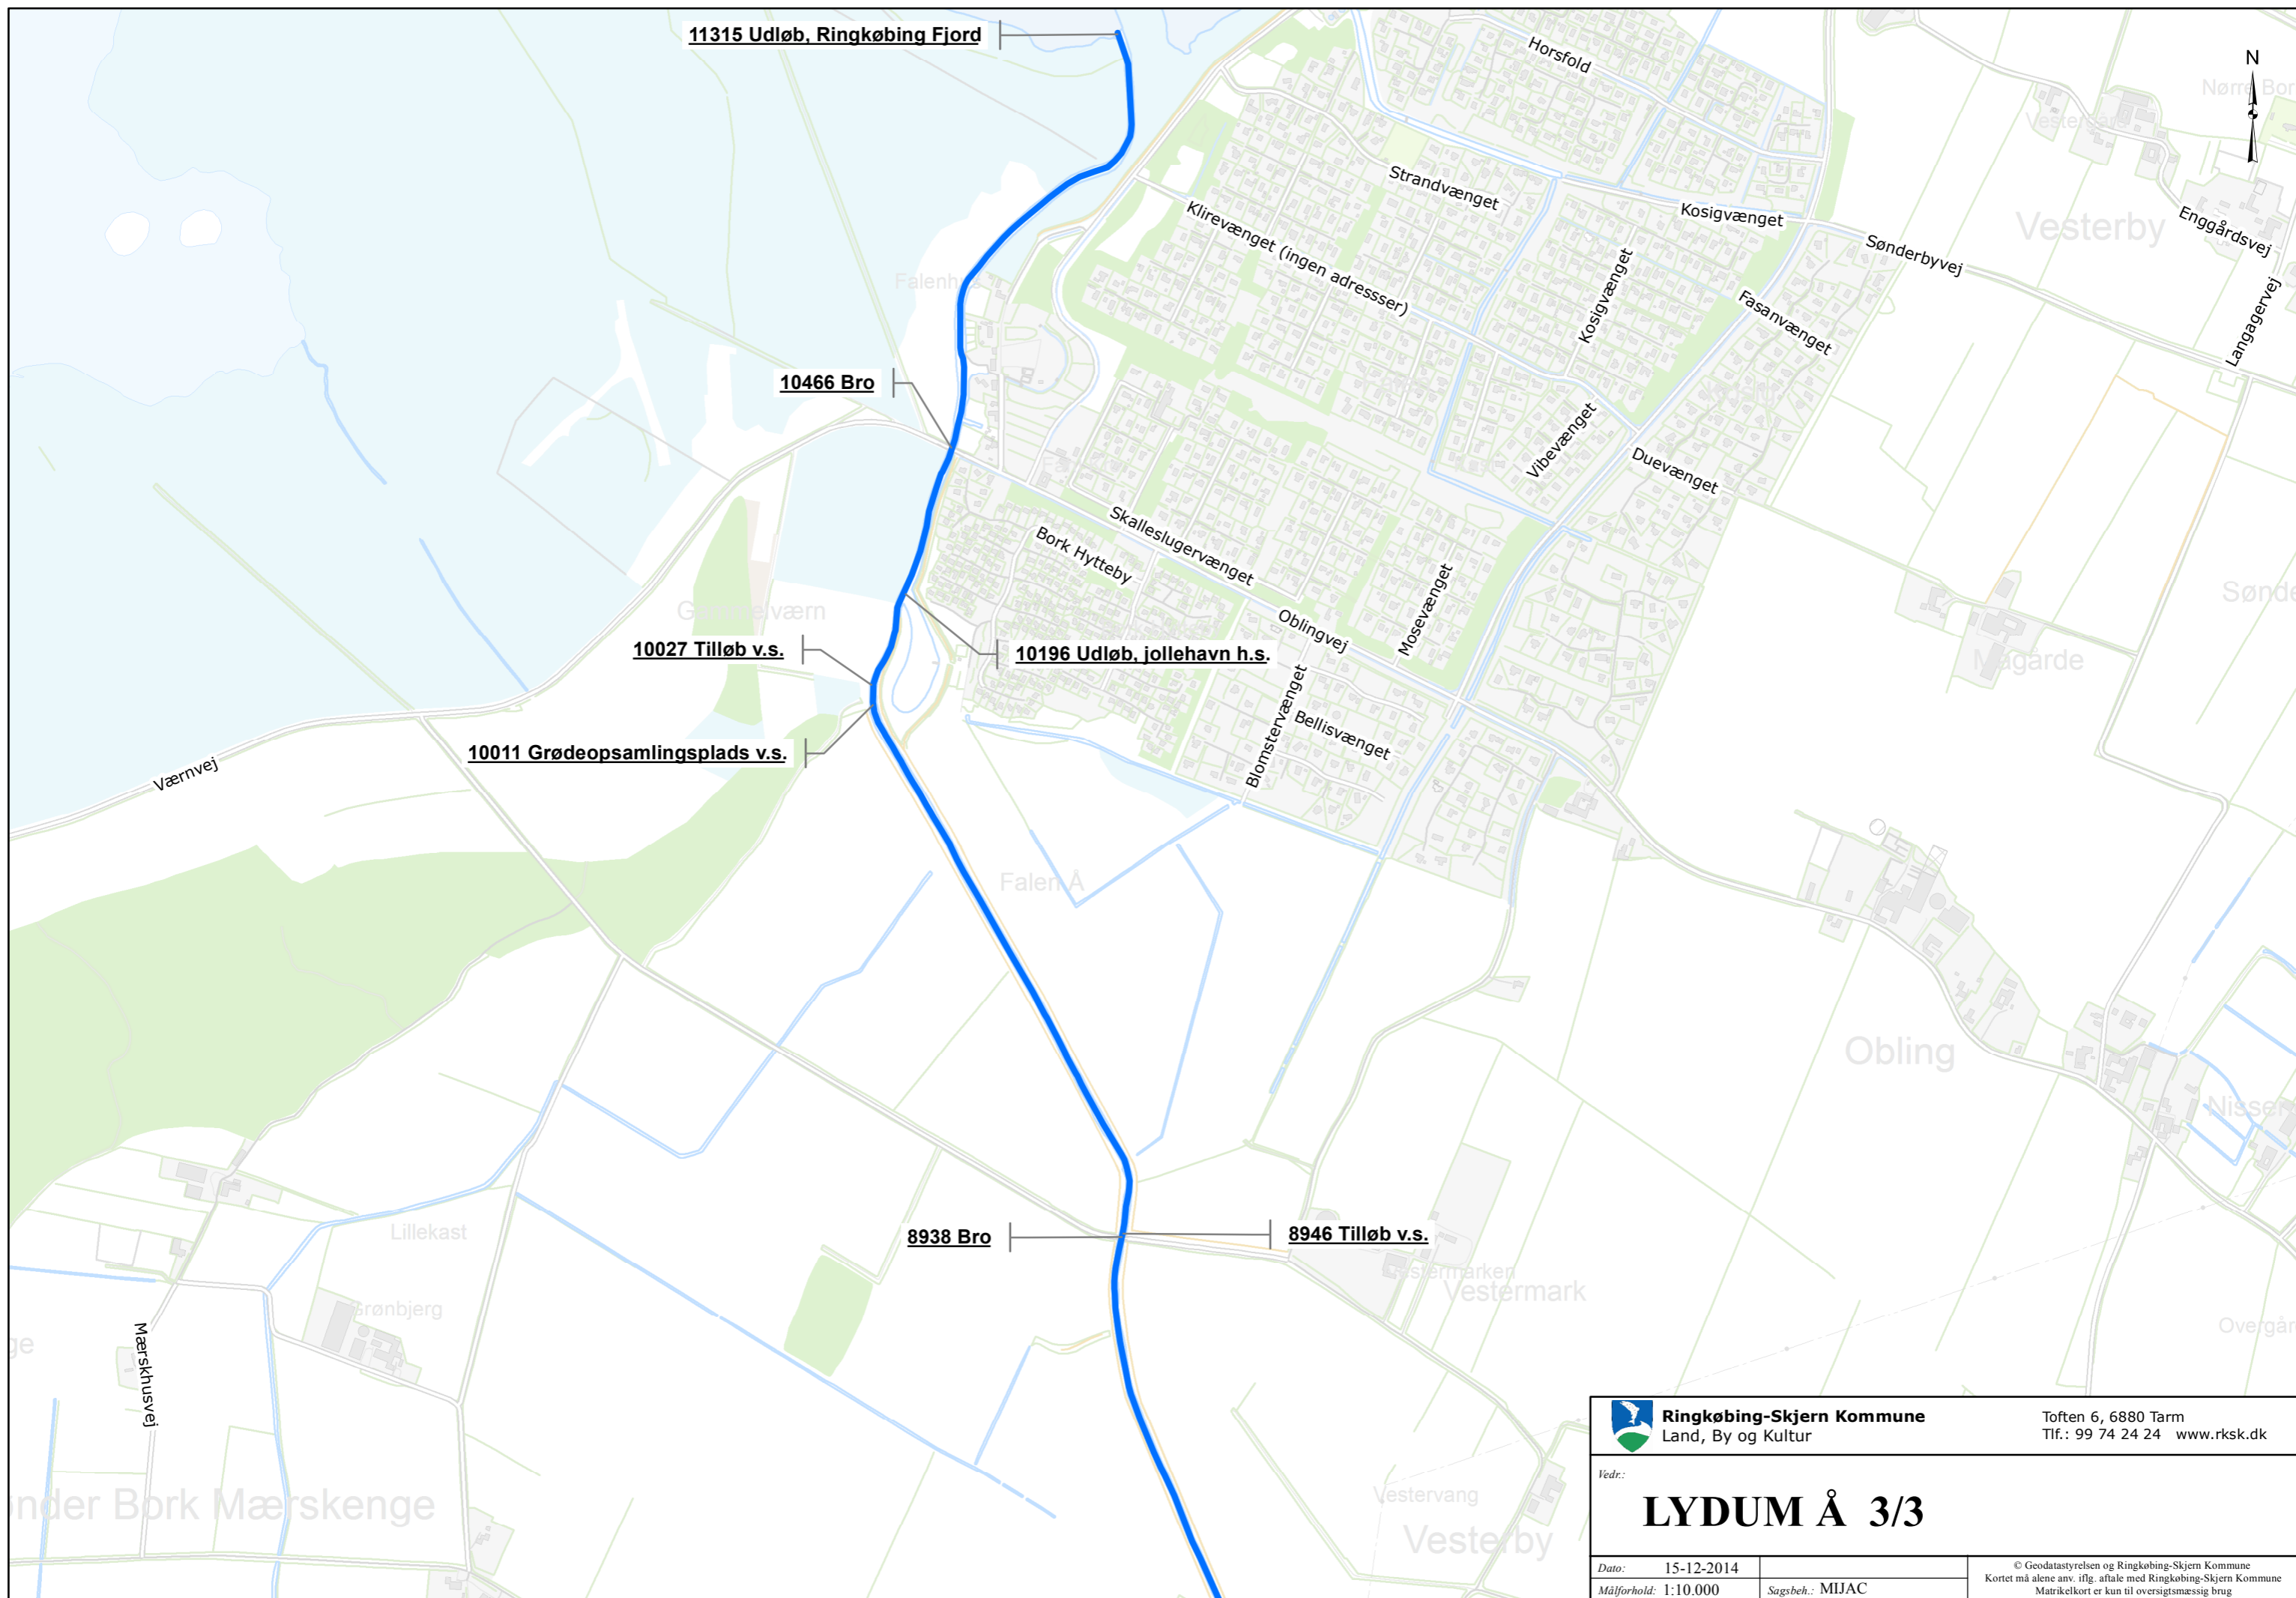 11315 Udløb, Ringkøbing Fjord
Horsfold
N
Strandvænget
Klirevænget (ingen adressser)
Kosigvænget
Sønderbyvej
Vesterby
Enggårdsvej
Langagervej
Kosigvænget
Fasanvænget
10466 Bro
Vibevænget
Duevænget
Skalleslugervænget
Bork Hytteby
Oblingvej
Mosevænget
10027 Tilløb v.s.
10196 Udløb, jollehavn h.s.
Blomstervænget
Bellisvænget
10011 Grødeopsamlingsplads v.s.
Værnvej
Falen Å
Obling
Lillekast
8938 Bro
8946 Tilløb v.s.
Vestermark
Grønbjerg
Mærskhusvej
Vestervang
Vesterby
Ringkøbing-Skjern Kommune
Land, By og Kultur
Toften 6, 6880 Tarm
Tlf.: 99 74 24 24 www.rksk.dk
Vedr.:
LYDUM Å 3/3
Dato: 15-12-2014
Målforhold: 1:10.000
Sagsbeh.: MIJAC
© Geodatastyrelsen og Ringkøbing-Skjern Kommune
Kortet må alene anv. iflg. aftale med Ringkøbing-Skjern Kommune
Matrikelkort er kun til oversigtsmæssig brug